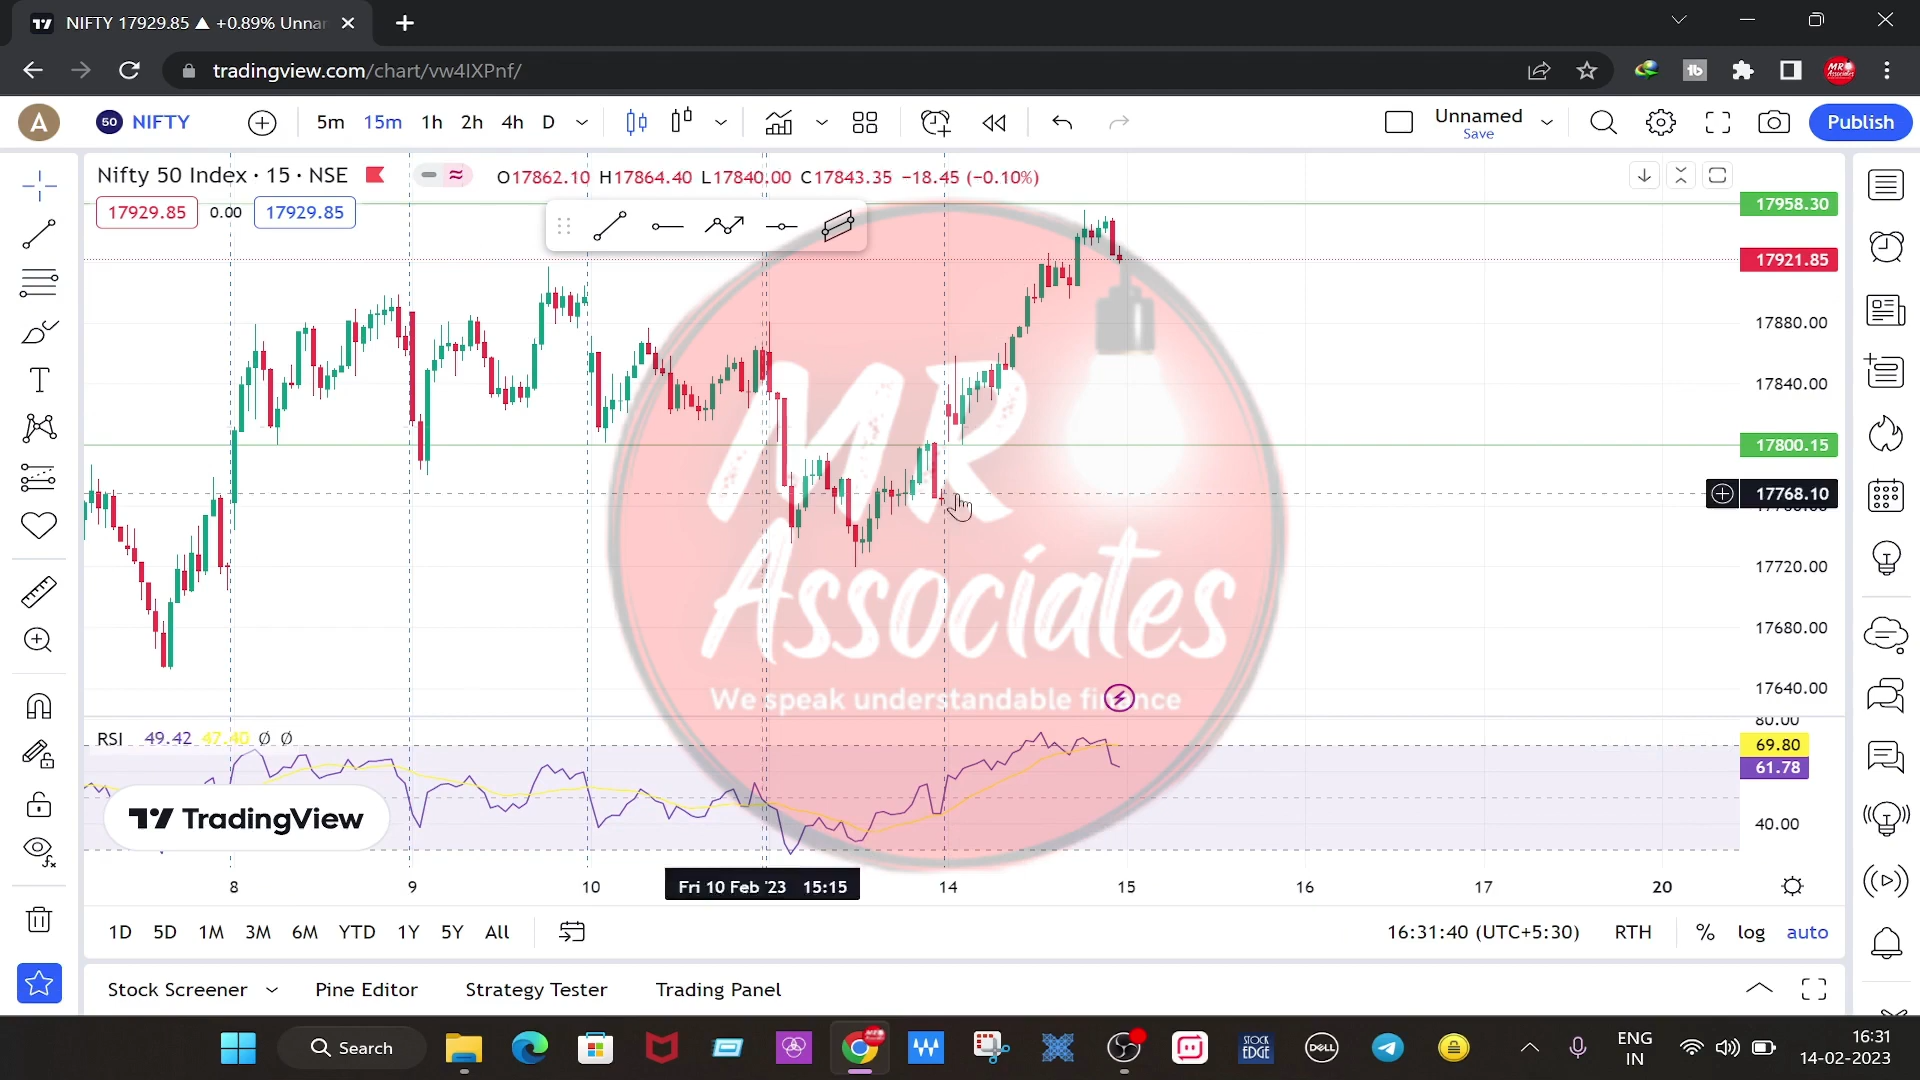 NIFTY 17929.85 ▲ +0.89% Unnar
tradingview.com/chart/vw4IXPnf/
A 50 NIFTY 5m 15m 1h 2h 4h D Unnamed Save Publish
Nifty 50 Index · 15 · NSE O17862.10 H17864.40 L17840.00 C17843.35 −18.45 (−0.10%)
17929.85 0.00 17929.85
17958.30
17921.85
17880.00
17840.00
17800.15
17768.10
17720.00
17680.00
17640.00
MR
Associates
We speak understandable finance
80.00
RSI 49.42 47.40 Ø Ø
69.80
61.78
40.00
TradingView
8 9 10 Fri 10 Feb '23 15:15 14 15 16 17 20
1D 5D 1M 3M 6M YTD 1Y 5Y All 16:31:40 (UTC+5:30) RTH % log auto
Stock Screener Pine Editor Strategy Tester Trading Panel
Search STOCK EDGE DELL ENG IN 16:31
14-02-2023